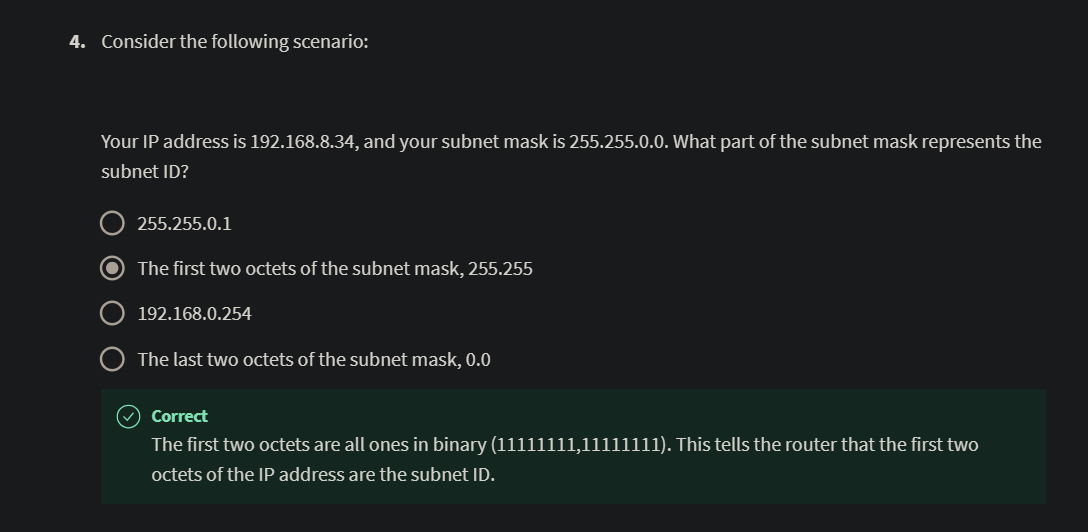 4. Consider the following scenario:
Your IP address is 192.168.8.34, and your subnet mask is 255.255.0.0. What part of the subnet mask represents the
subnet ID?
255.255.0.1
The first two octets of the subnet mask, 255.255
192.168.0.254
The last two octets of the subnet mask, 0.0
Correct
The first two octets are all ones in binary (11111111,11111111). This tells the router that the first two
octets of the IP address are the subnet ID.